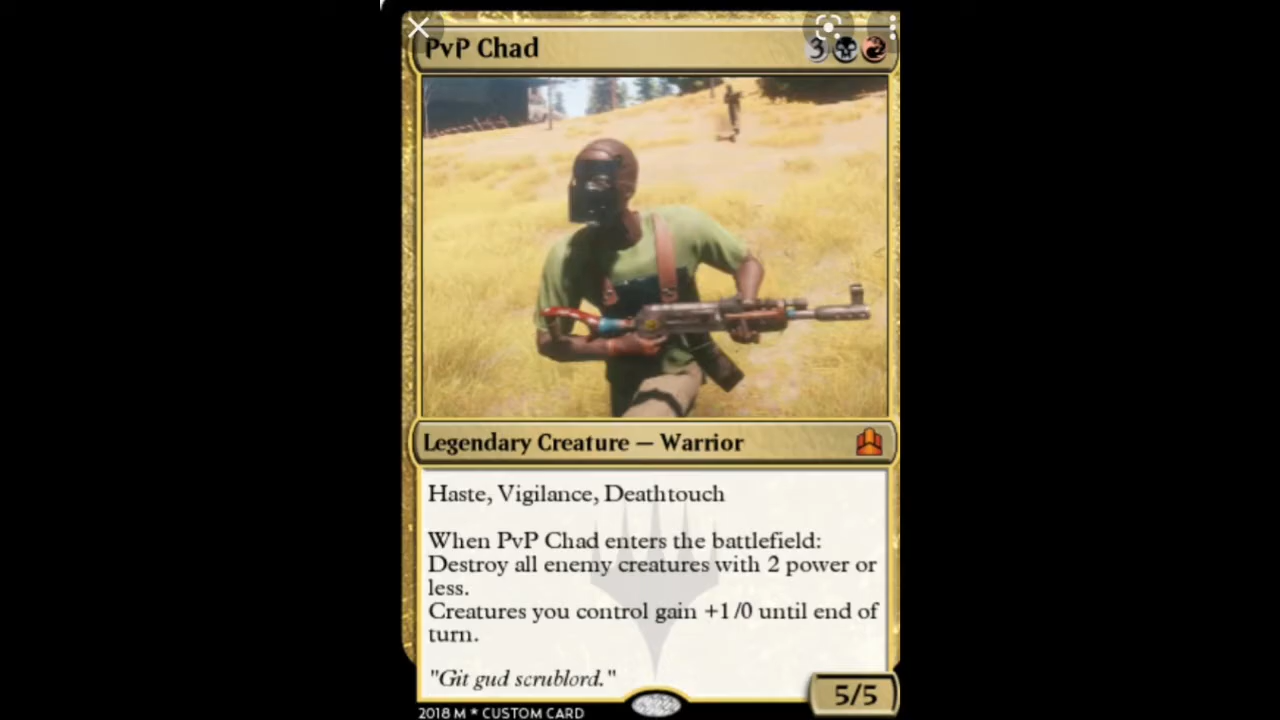 PvP Chad 3
Legendary Creature — Warrior
Haste, Vigilance, Deathtouch
When PvP Chad enters the battlefield:
Destroy all enemy creatures with 2 power or
less.
Creatures you control gain +1/0 until end of
turn.
"Git gud scrublord."
5/5
2018 M * CUSTOM CARD